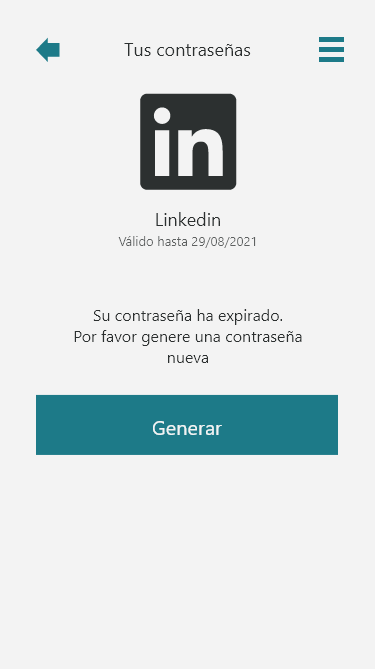 Tus contraseñas
in
Linkedin
Válido hasta 29/08/2021
Su contraseña ha expirado.
Por favor genere una contraseña
nueva
Generar